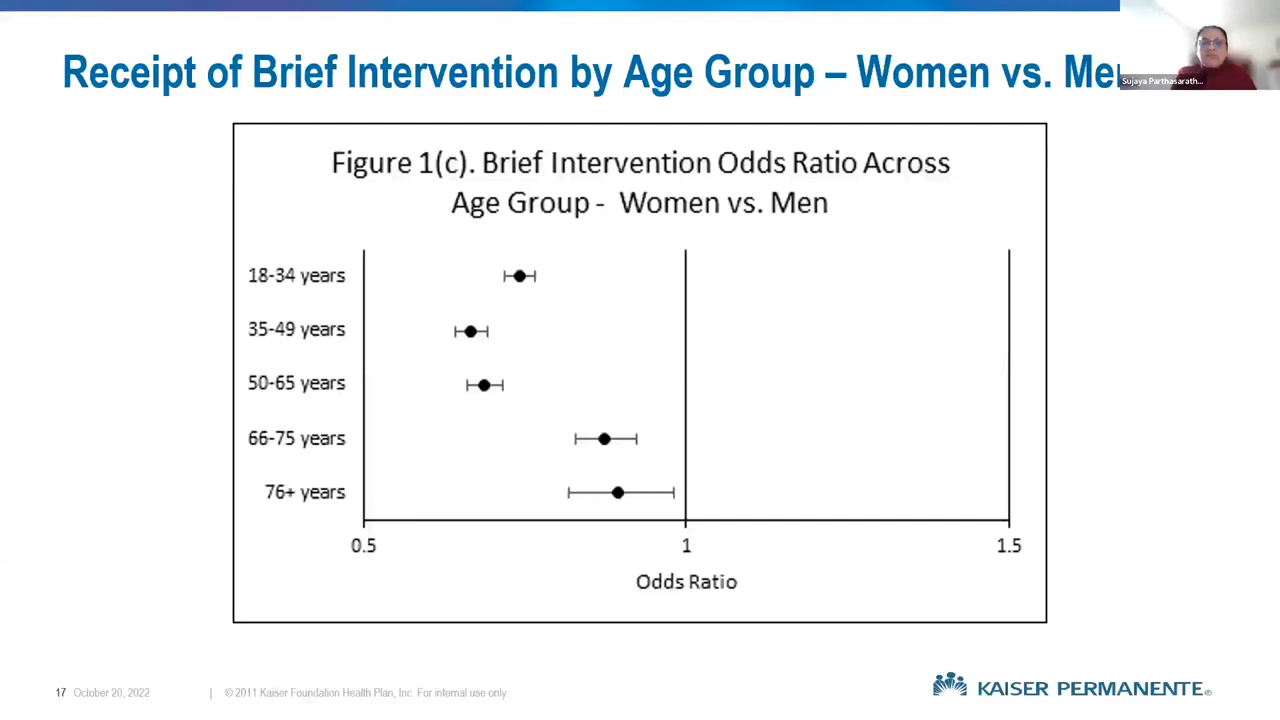 Receipt of Brief Intervention by Age Group – Women vs. Men
Sujaya Parthasarath...
Figure 1(c). Brief Intervention Odds Ratio Across
Age Group - Women vs. Men
18-34 years
35-49 years
50-65 years
66-75 years
76+ years
0.5 1 1.5
Odds Ratio
17 October 20, 2022 | © 2011 Kaiser Foundation Health Plan, Inc. For internal use only.
KAISER PERMANENTE®